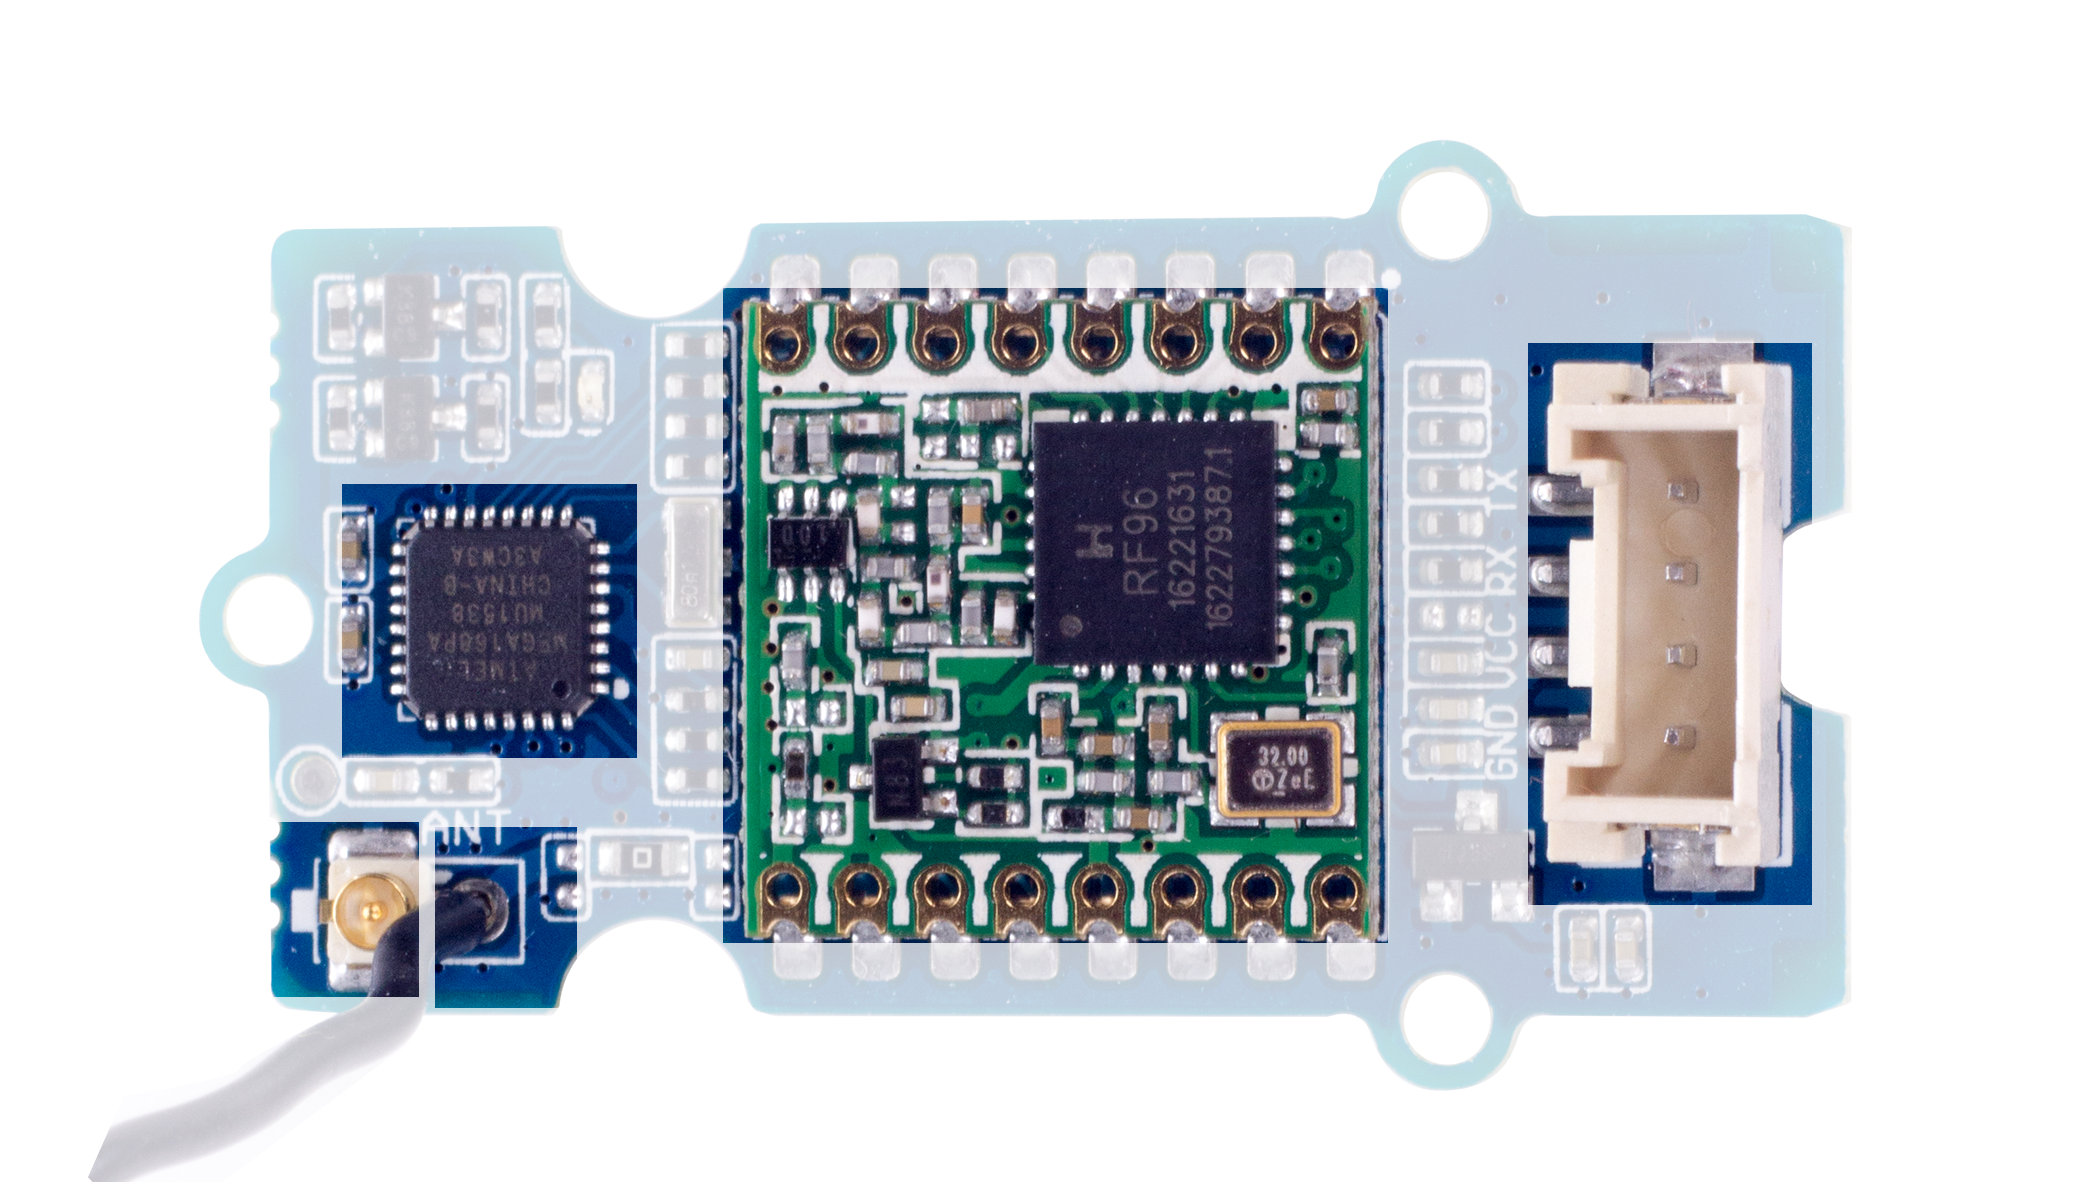 ATMEL
MEGA168PA
MU1538
CHINA-B
A3CW3A
ANT
RF96
16221631
1622793871
32.00
ZeE
TX
RX
VCC
GND